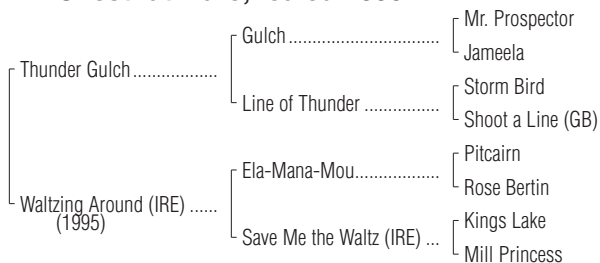 Mr. Prospector
Gulch................................
Jameela
Thunder Gulch..................
Storm Bird
Line of Thunder ................
Shoot a Line (GB)
Pitcairn
Ela-Mana-Mou..................
Rose Bertin
Waltzing Around (IRE) ......
(1995)
Kings Lake
Save Me the Waltz (IRE) ...
Mill Princess